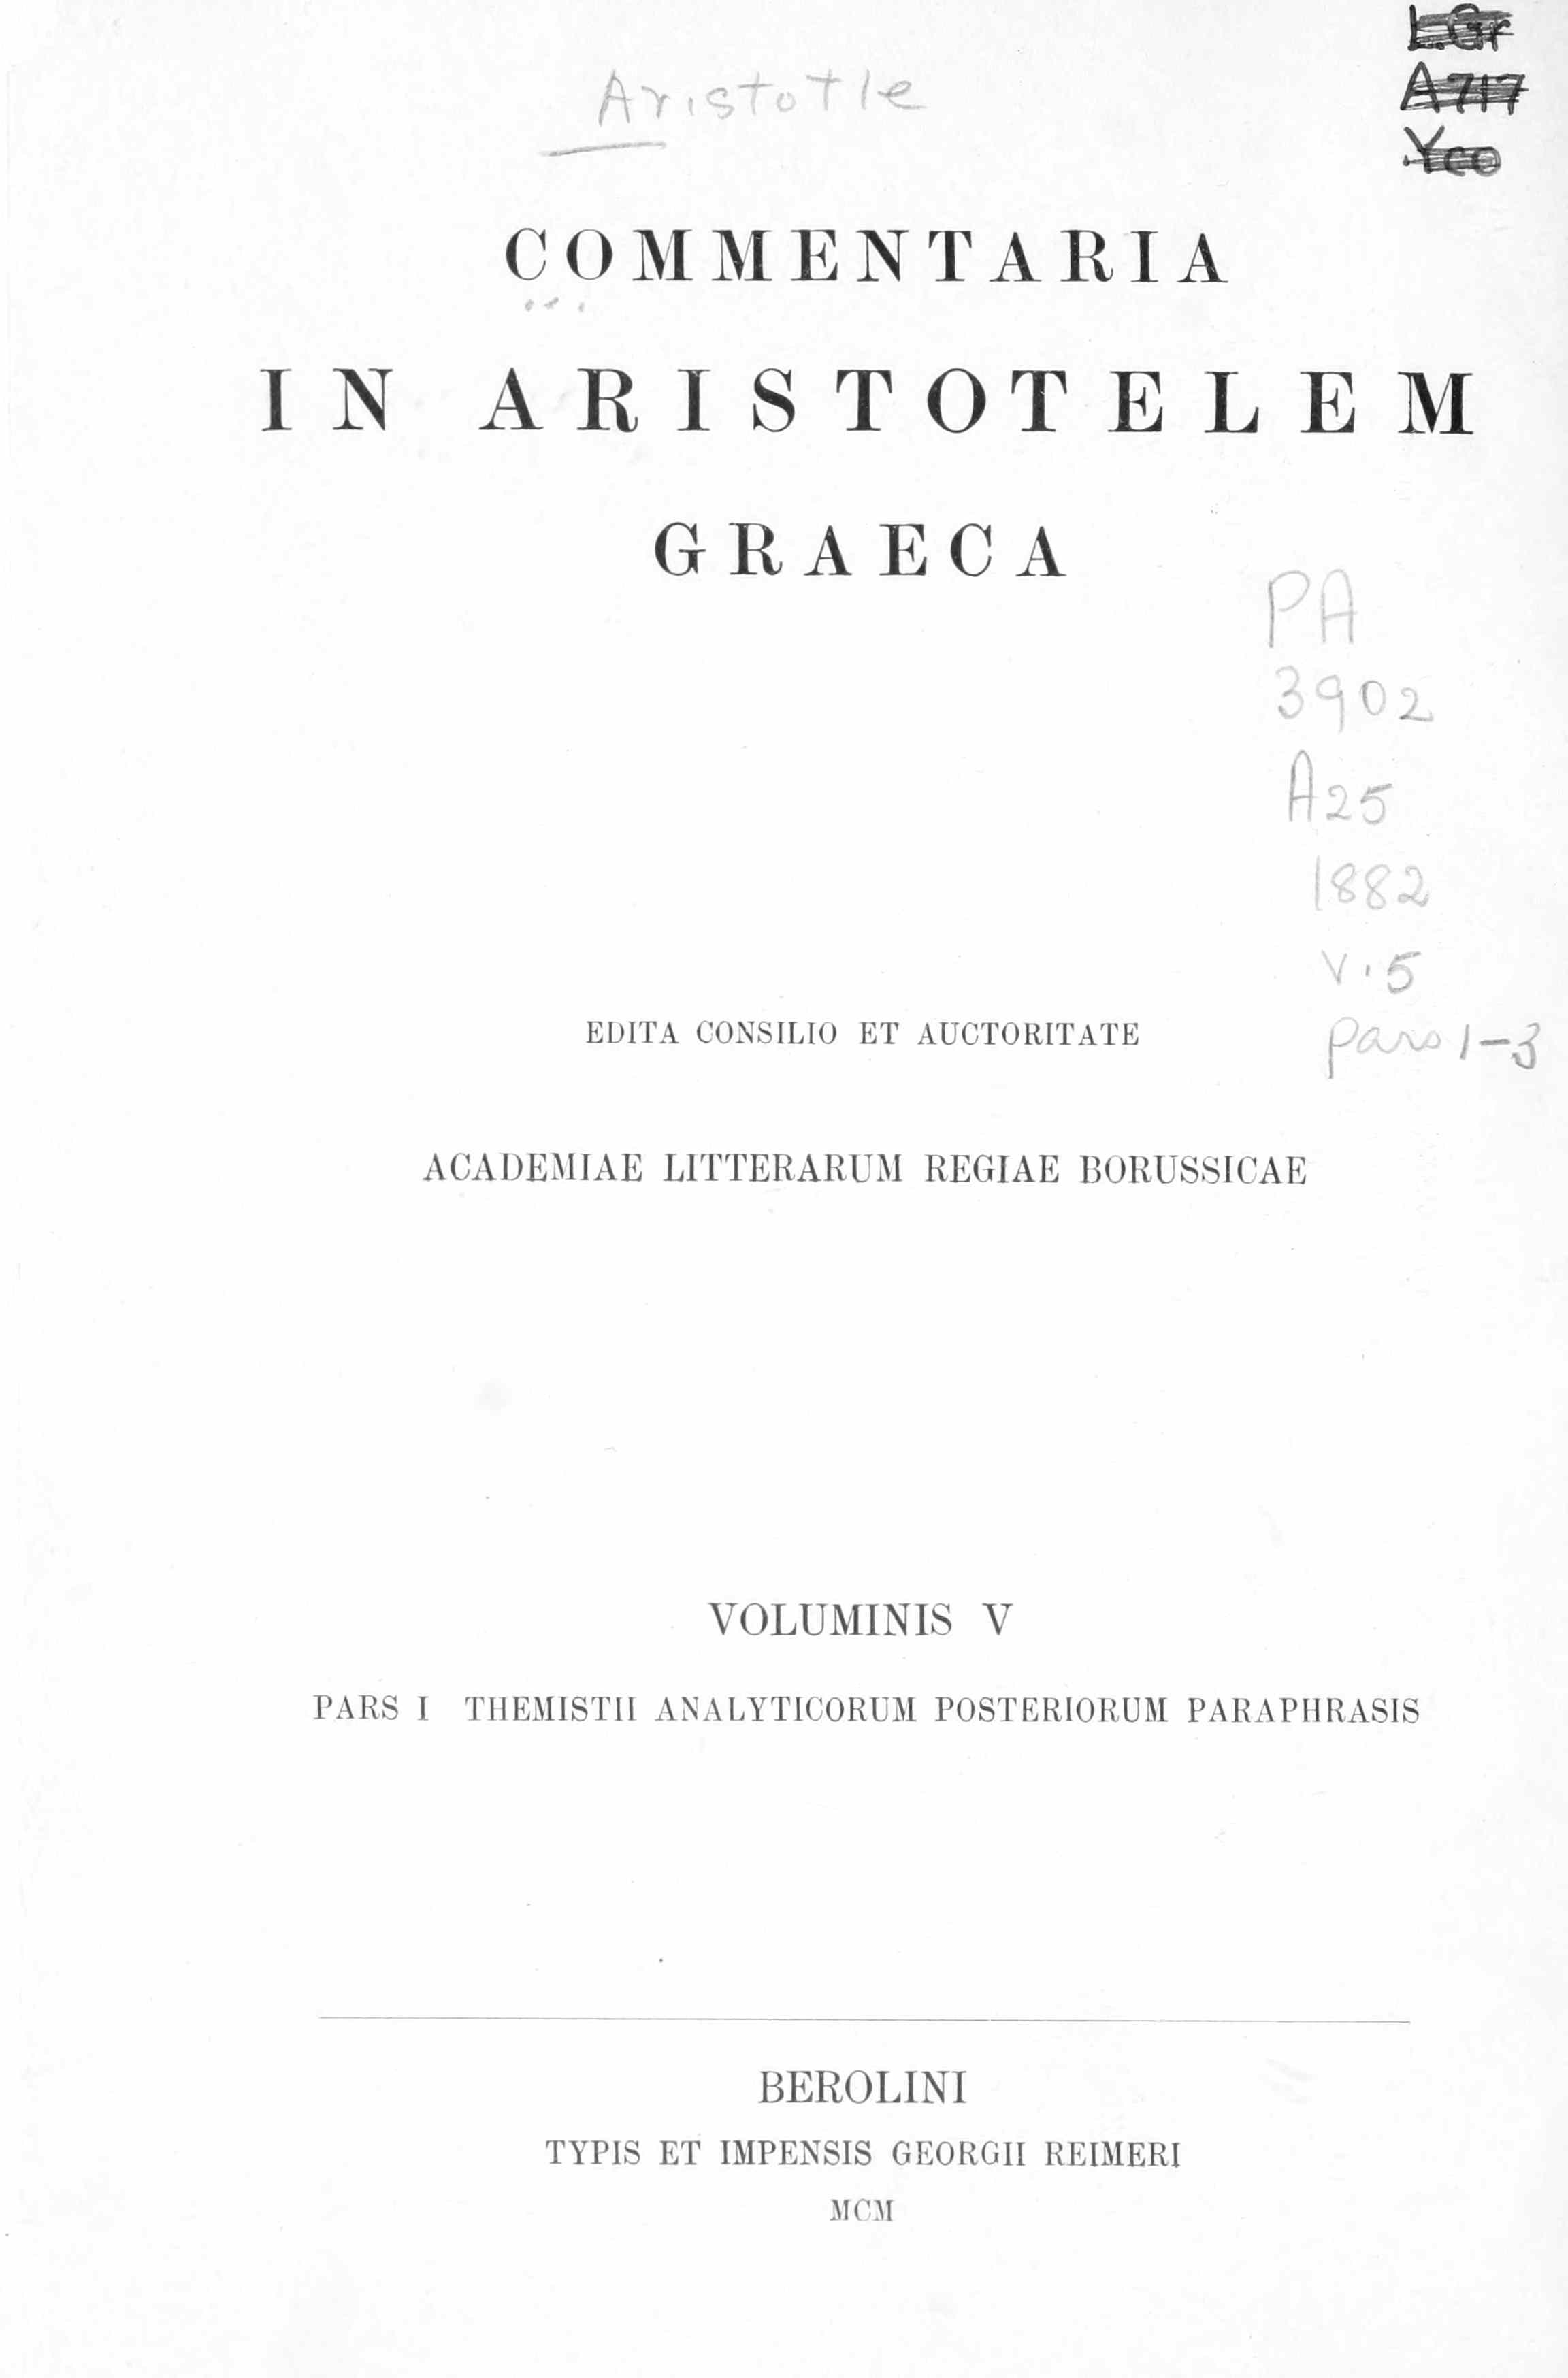 L.Gr
A717
Yco
Aristotle
COMMENTARIA
IN ARISTOTELEM
GRAECA
PA
3902
A25
1882
v.5
pars 1-3
EDITA CONSILIO ET AUCTORITATE
ACADEMIAE LITTERARUM REGIAE BORUSSICAE
VOLUMINIS V
PARS I THEMISTII ANALYTICORUM POSTERIORUM PARAPHRASIS
BEROLINI
TYPIS ET IMPENSIS GEORGII REIMERI
MCM